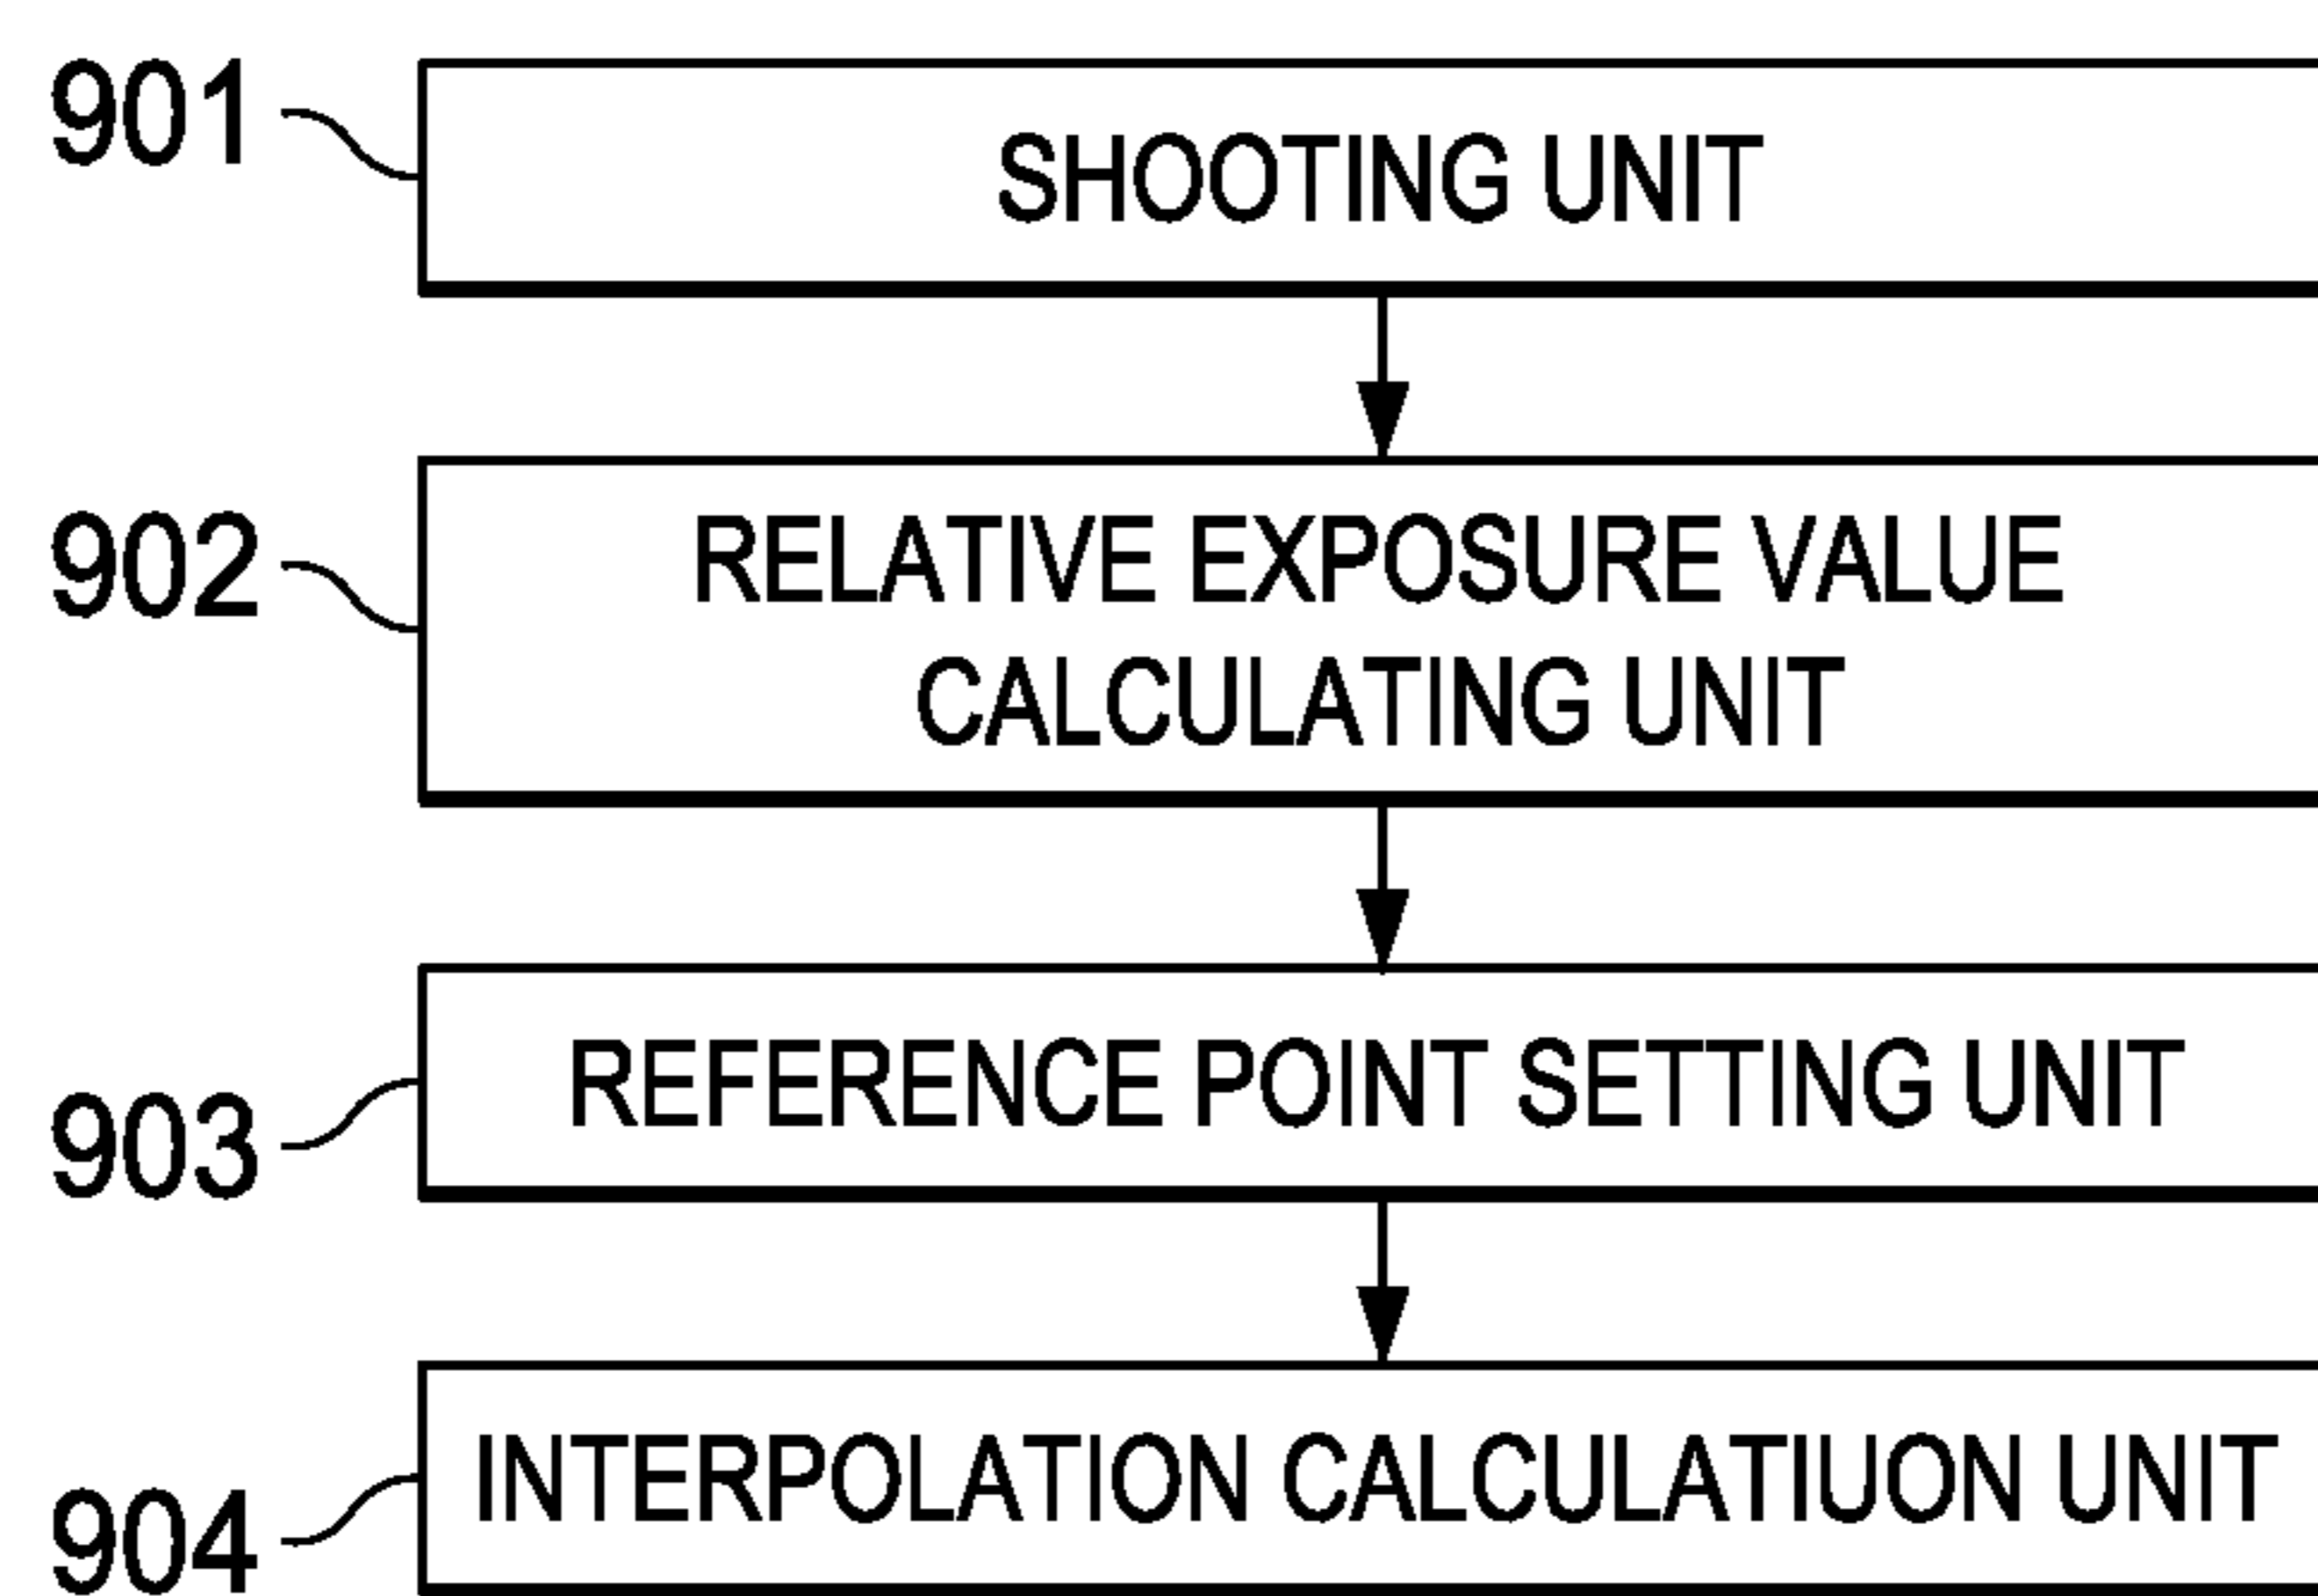 901
SHOOTING UNIT
902
RELATIVE EXPOSURE VALUE
CALCULATING UNIT
903
REFERENCE POINT SETTING UNIT
904
INTERPOLATION CALCULATIUON UNIT